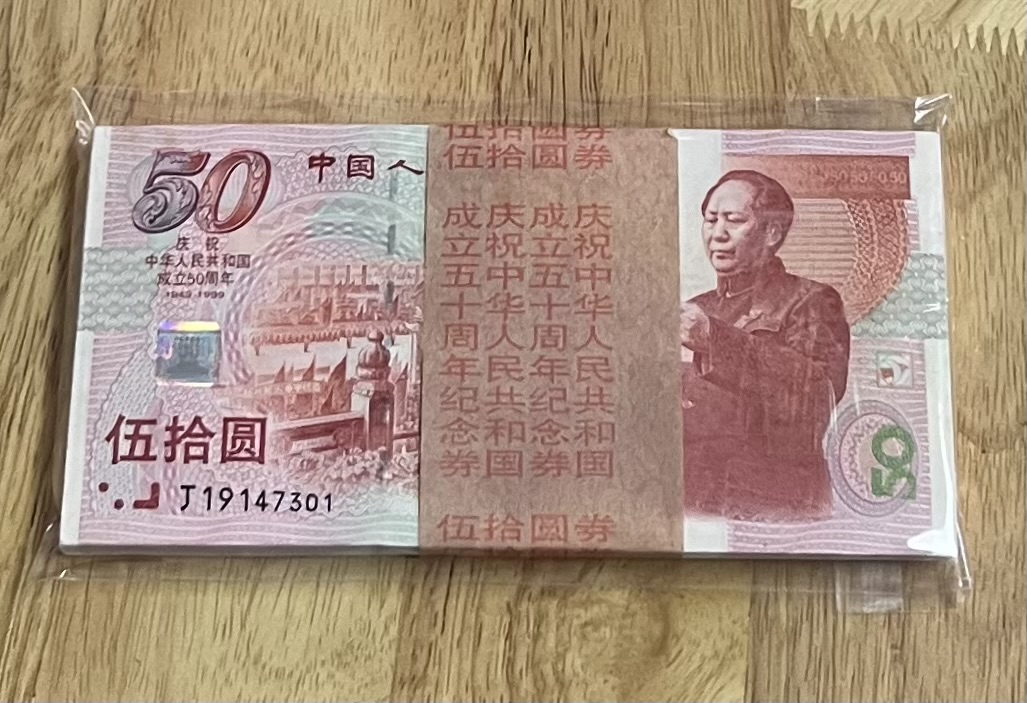 50
中国人
庆祝
中华人民共和国
成立50周年
1949-1999
伍拾圆
J19147301
伍拾圆券
伍拾圆券
庆祝中华人民共和国
成立五十周年纪念券
庆祝中华人民共和国
成立五十周年纪念券
伍拾圆券
50